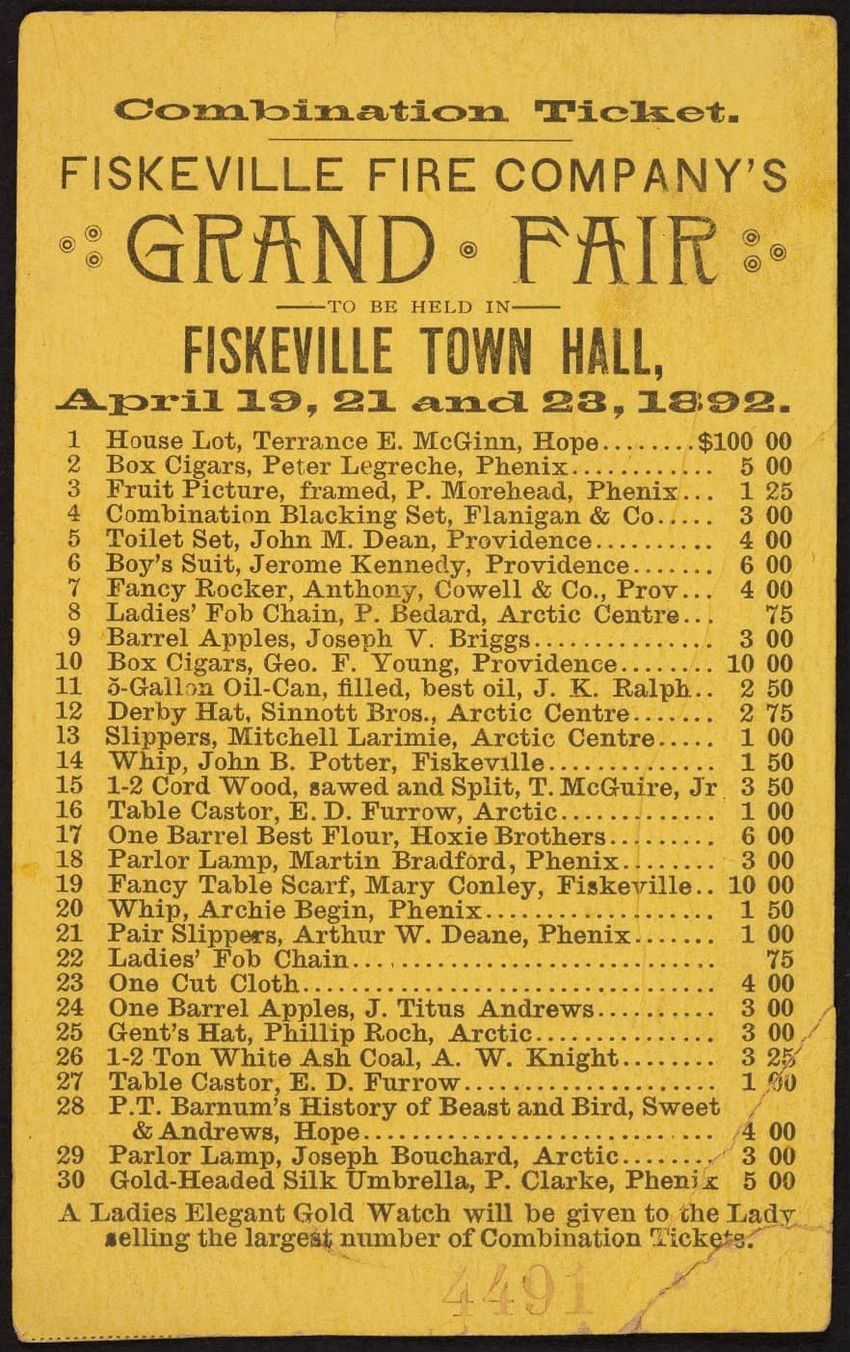 Combination Ticket.
FISKEVILLE FIRE COMPANY'S
GRAND FAIR
TO BE HELD IN
FISKEVILLE TOWN HALL,
April 19, 21 and 23, 1892.
1 House Lot, Terrance E. McGinn, Hope........$100 00
2 Box Cigars, Peter Legreche, Phenix............ 5 00
3 Fruit Picture, framed, P. Morehead, Phenix... 1 25
4 Combination Blacking Set, Flanigan & Co..... 3 00
5 Toilet Set, John M. Dean, Providence.......... 4 00
6 Boy's Suit, Jerome Kennedy, Providence....... 6 00
7 Fancy Rocker, Anthony, Cowell & Co., Prov... 4 00
8 Ladies' Fob Chain, P. Bedard, Arctic Centre... 75
9 Barrel Apples, Joseph V. Briggs............... 3 00
10 Box Cigars, Geo. F. Young, Providence........ 10 00
11 5-Gallon Oil-Can, filled, best oil, J. K. Ralph.. 2 50
12 Derby Hat, Sinnott Bros., Arctic Centre....... 2 75
13 Slippers, Mitchell Larimie, Arctic Centre..... 1 00
14 Whip, John B. Potter, Fiskeville.............. 1 50
15 1-2 Cord Wood, sawed and Split, T. McGuire, Jr 3 50
16 Table Castor, E. D. Furrow, Arctic............. 1 00
17 One Barrel Best Flour, Hoxie Brothers......... 6 00
18 Parlor Lamp, Martin Bradford, Phenix........ 3 00
19 Fancy Table Scarf, Mary Conley, Fiskeville.. 10 00
20 Whip, Archie Begin, Phenix................... 1 50
21 Pair Slippers, Arthur W. Deane, Phenix....... 1 00
22 Ladies' Fob Chain.............................. 75
23 One Cut Cloth.................................. 4 00
24 One Barrel Apples, J. Titus Andrews.......... 3 00
25 Gent's Hat, Phillip Roch, Arctic............... 3 00
26 1-2 Ton White Ash Coal, A. W. Knight........ 3 25
27 Table Castor, E. D. Furrow..................... 1 00
28 P.T. Barnum's History of Beast and Bird, Sweet
& Andrews, Hope............................. 4 00
29 Parlor Lamp, Joseph Bouchard, Arctic........ 3 00
30 Gold-Headed Silk Umbrella, P. Clarke, Phenix 5 00
A Ladies Elegant Gold Watch will be given to the Lady
selling the largest number of Combination Tickets.
4491